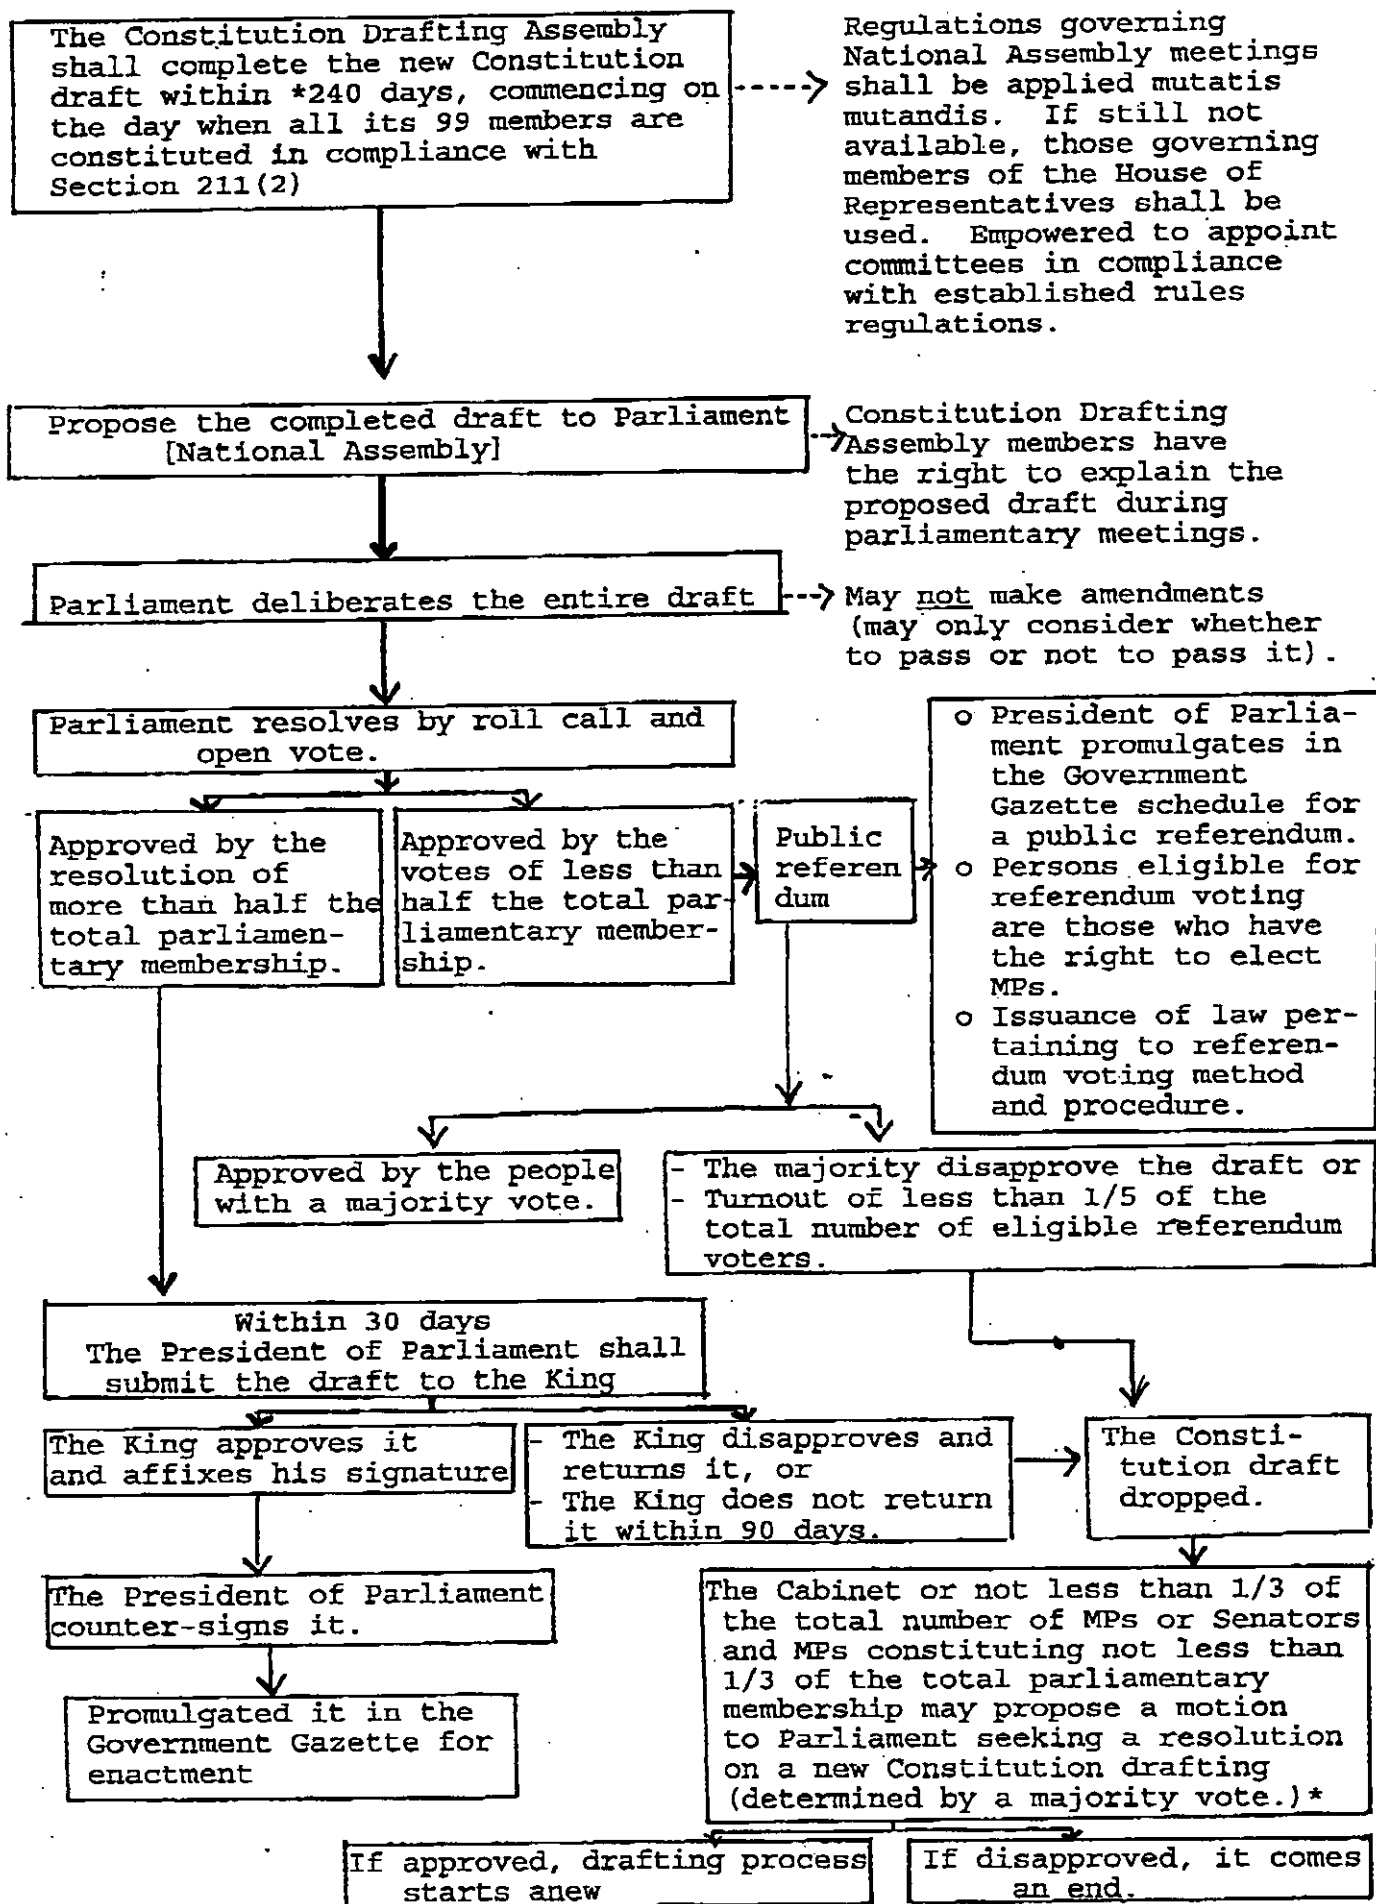 The Constitution Drafting Assembly
shall complete the new Constitution
draft within *240 days, commencing on
the day when all its 99 members are
constituted in compliance with
Section 211(2)
Regulations governing
National Assembly meetings
shall be applied mutatis
mutandis. If still not
available, those governing
members of the House of
Representatives shall be
used. Empowered to appoint
committees in compliance
with established rules
regulations.
Propose the completed draft to Parliament
[National Assembly]
Constitution Drafting
Assembly members have
the right to explain the
proposed draft during
parliamentary meetings.
Parliament deliberates the entire draft
May not make amendments
(may only consider whether
to pass or not to pass it).
Parliament resolves by roll call and
open vote.
Approved by the
resolution of
more than half the
total parliamen-
tary membership.
Approved by the
votes of less than
half the total par-
liamentary member-
ship.
Public
referen
dum
o President of Parlia-
ment promulgates in
the Government
Gazette schedule for
a public referendum.
o Persons eligible for
referendum voting
are those who have
the right to elect
MPs.
o Issuance of law per-
taining to referen-
dum voting method
and procedure.
Approved by the people
with a majority vote.
- The majority disapprove the draft or
- Turnout of less than 1/5 of the
total number of eligible referendum
voters.
Within 30 days
The President of Parliament shall
submit the draft to the King
The King approves it
and affixes his signature
- The King disapproves and
returns it, or
- The King does not return
it within 90 days.
The Consti-
tution draft
dropped.
The President of Parliament
counter-signs it.
The Cabinet or not less than 1/3 of
the total number of MPs or Senators
and MPs constituting not less than
1/3 of the total parliamentary
membership may propose a motion
to Parliament seeking a resolution
on a new Constitution drafting
(determined by a majority vote.)*
Promulgated it in the
Government Gazette for
enactment
If approved, drafting process
starts anew
If disapproved, it comes
an end.